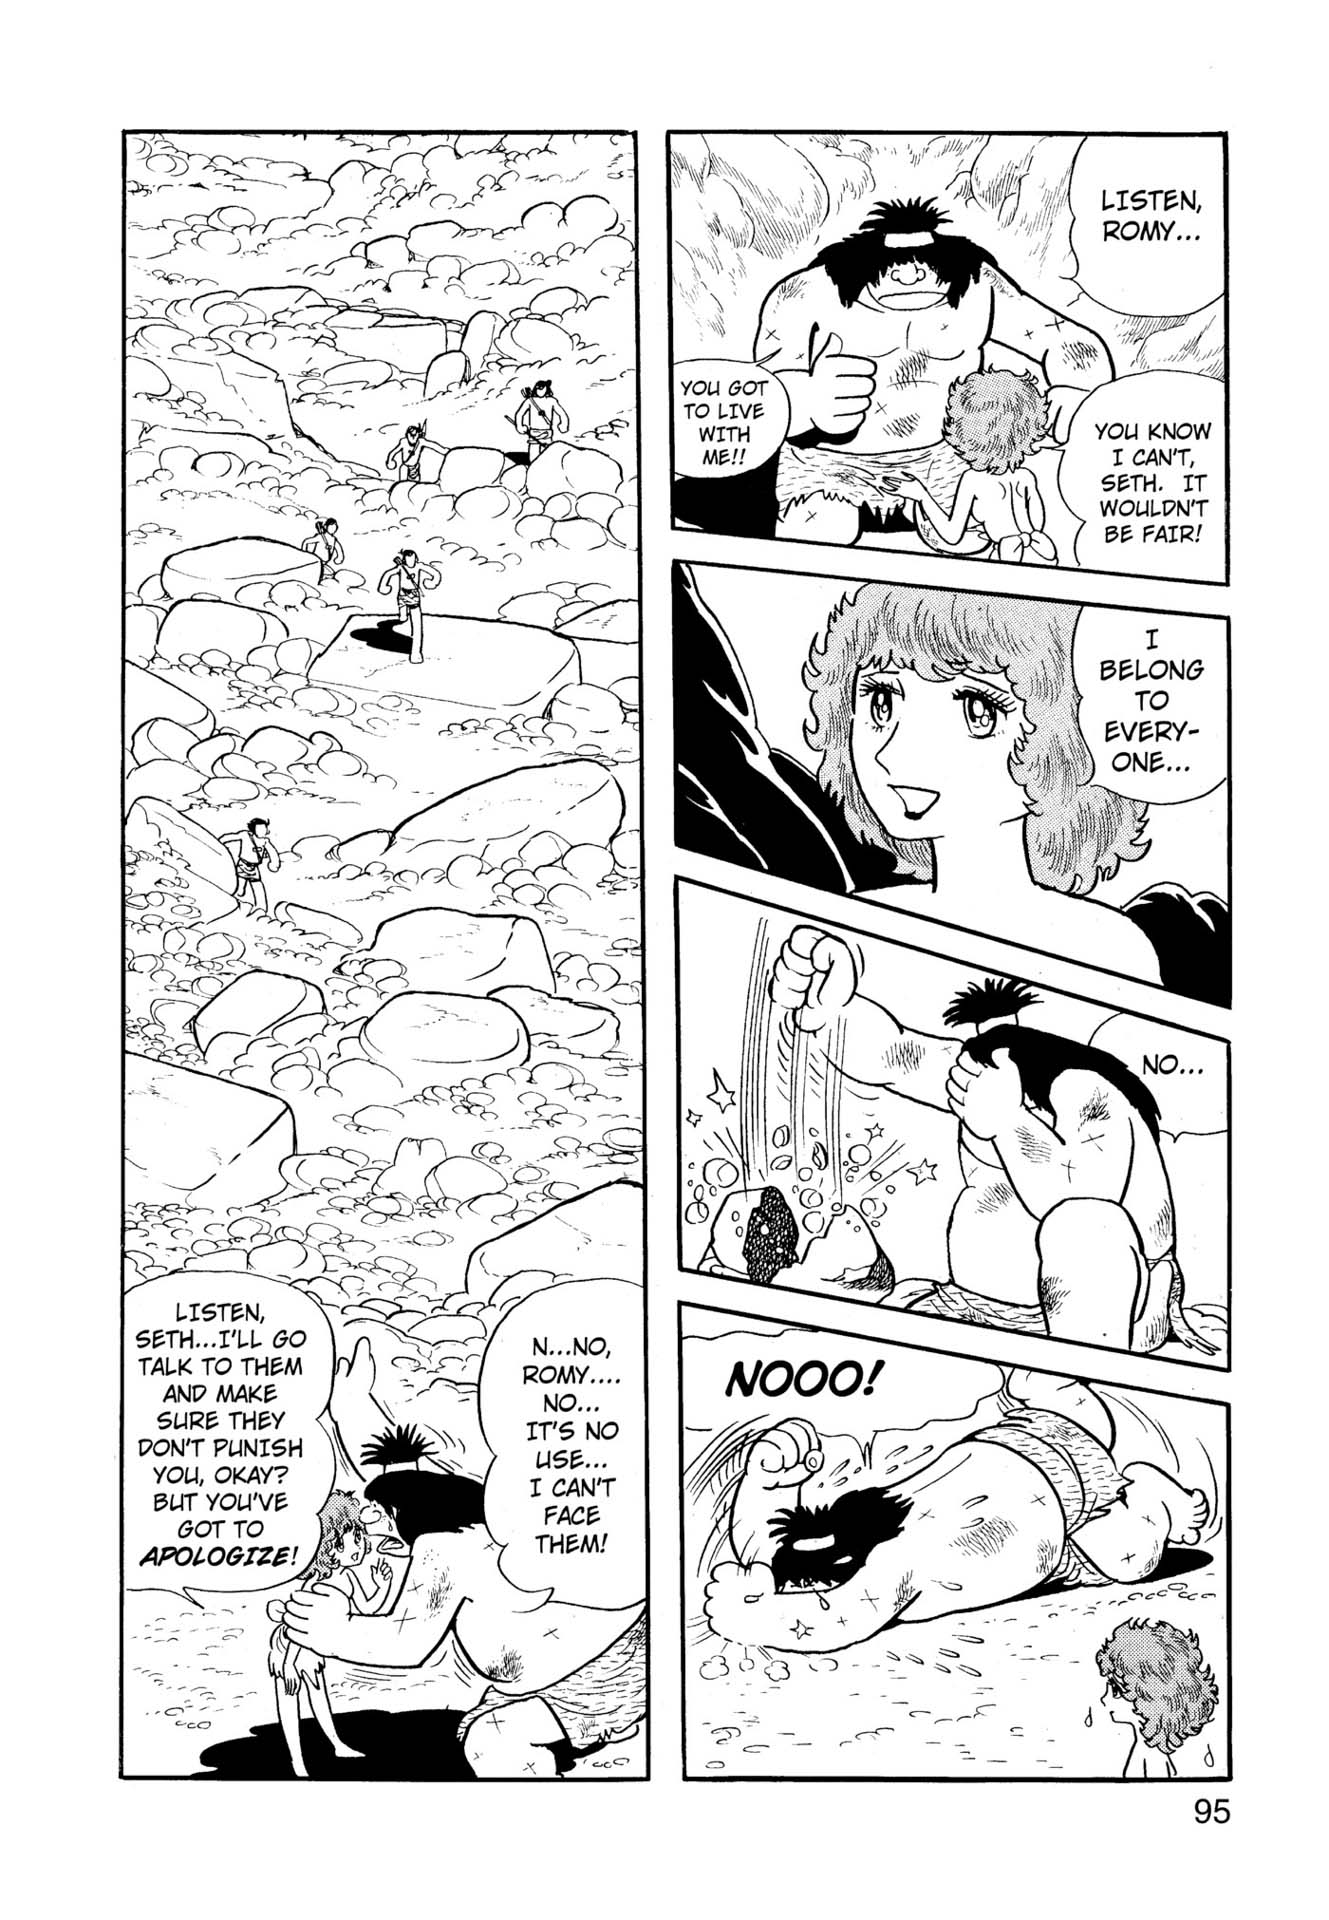 LISTEN,
ROMY...
YOU GOT
TO LIVE
WITH
ME!!
YOU KNOW
I CAN'T,
SETH. IT
WOULDN'T
BE FAIR!
I
BELONG
TO
EVERY-
ONE...
NO...
NOOO!
N...NO,
ROMY....
NO...
IT'S NO
USE...
I CAN'T
FACE
THEM!
LISTEN,
SETH...I'LL GO
TALK TO THEM
AND MAKE
SURE THEY
DON'T PUNISH
YOU, OKAY?
BUT YOU'VE
GOT TO
APOLOGIZE!
95